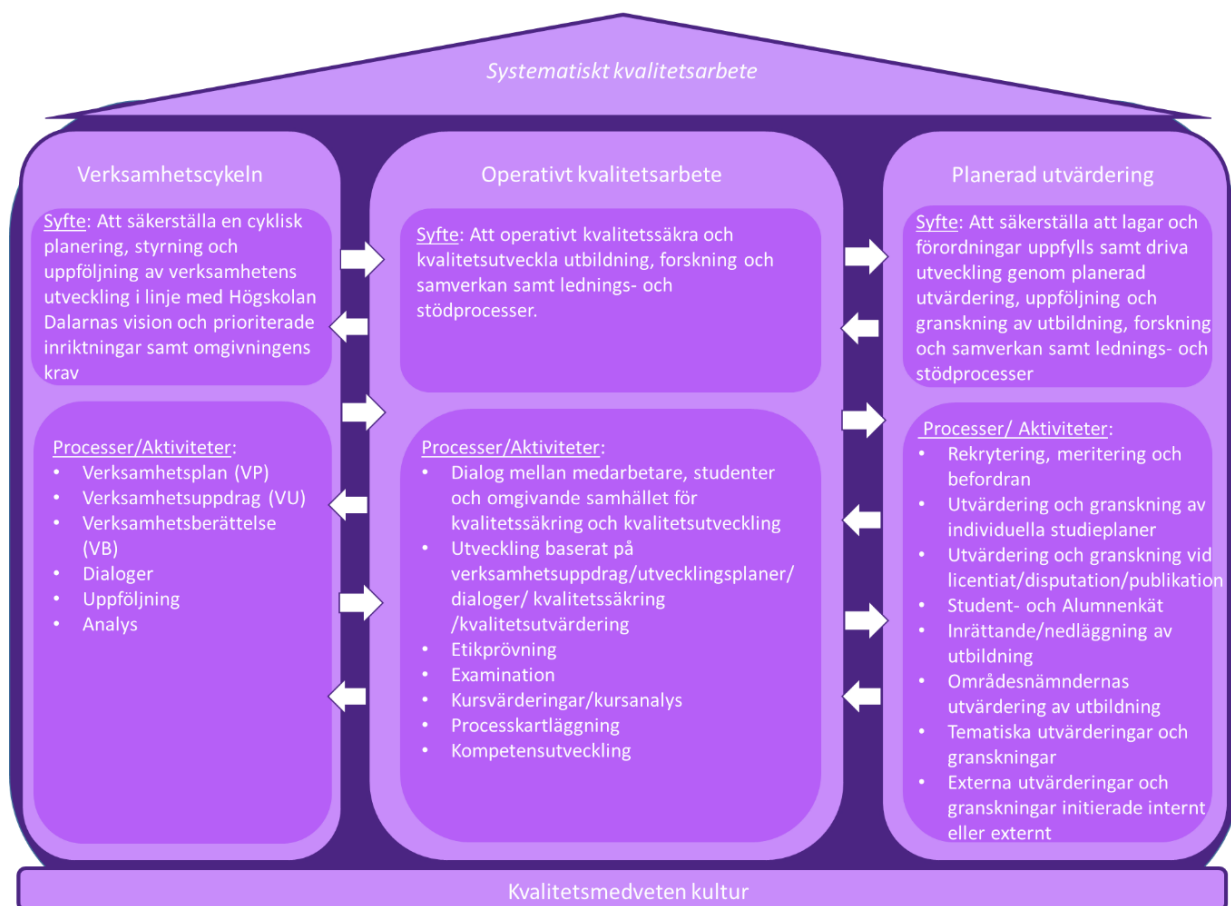 Systematiskt kvalitetsarbete
Verksamhetscykeln
Syfte: Att säkerställa en cyklisk
planering, styrning och
uppföljning av verksamhetens
utveckling i linje med Högskolan
Dalarnas vision och prioriterade
inriktningar samt omgivningens
krav
Processer/Aktiviteter:
• Verksamhetsplan (VP)
• Verksamhetsuppdrag (VU)
• Verksamhetsberättelse
(VB)
• Dialoger
• Uppföljning
• Analys
Operativt kvalitetsarbete
Syfte: Att operativt kvalitetssäkra och
kvalitetsutveckla utbildning, forskning och
samverkan samt lednings- och
stödprocesser.
Processer/Aktiviteter:
• Dialog mellan medarbetare, studenter
och omgivande samhället för
kvalitetssäkring och kvalitetsutveckling
• Utveckling baserat på
verksamhetsuppdrag/utvecklingsplaner/
dialoger/ kvalitetssäkring
/kvalitetsutvärdering
• Etikprövning
• Examination
• Kursvärderingar/kursanalys
• Processkartläggning
• Kompetensutveckling
Planerad utvärdering
Syfte: Att säkerställa att lagar och
förordningar uppfylls samt driva
utveckling genom planerad
utvärdering, uppföljning och
granskning av utbildning, forskning
och samverkan samt lednings- och
stödprocesser
Processer/ Aktiviteter:
• Rekrytering, meritering och
befordran
• Utvärdering och granskning av
individuella studieplaner
• Utvärdering och granskning vid
licentiat/disputation/publikation
• Student- och Alumnenkät
• Inrättande/nedläggning av
utbildning
• Områdesnämndernas
utvärdering av utbildning
• Tematiska utvärderingar och
granskningar
• Externa utvärderingar och
granskningar initierade internt
eller externt
Kvalitetsmedveten kultur